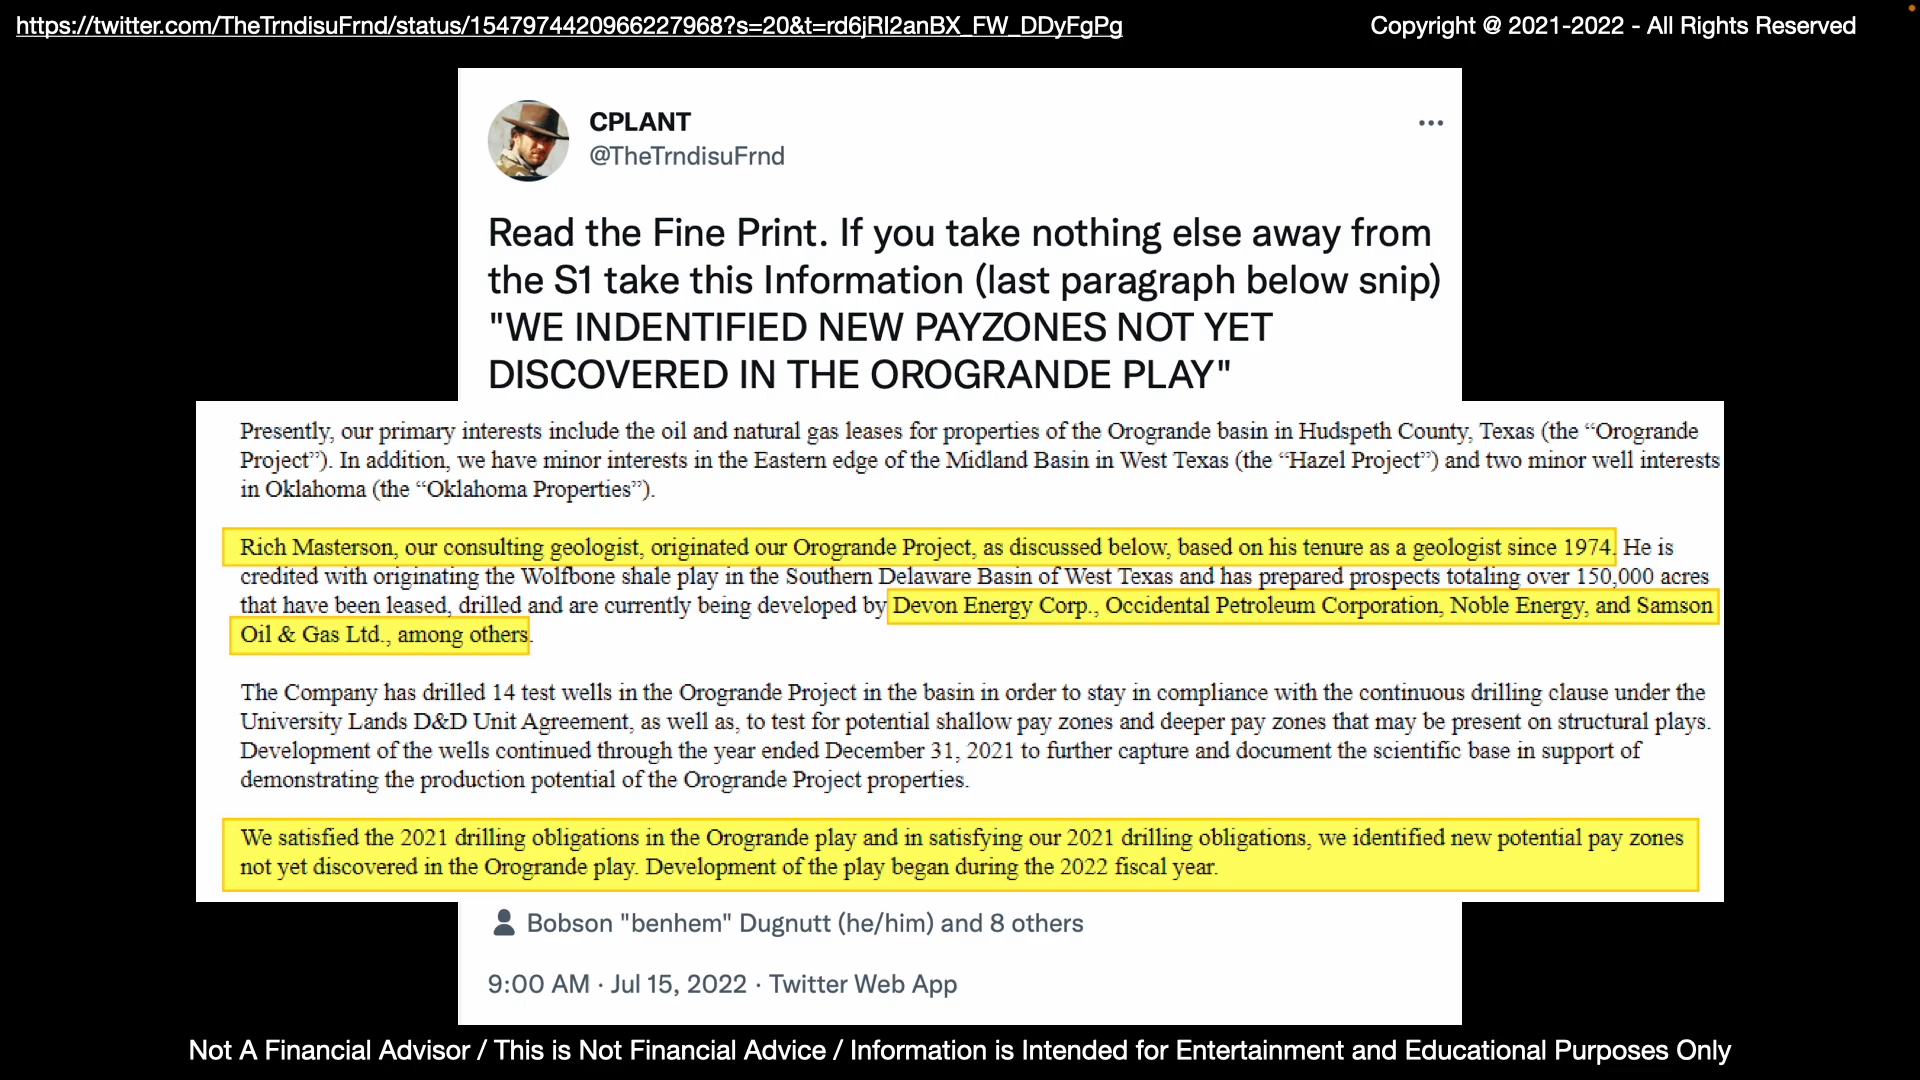 https://twitter.com/TheTrndisuFrnd/status/1547974420966227968?s=20&t=rd6jRI2anBX_FW_DDyFgPg
Copyright @ 2021-2022 - All Rights Reserved
CPLANT
@TheTrndisuFrnd
Read the Fine Print. If you take nothing else away from
the S1 take this Information (last paragraph below snip)
"WE INDENTIFIED NEW PAYZONES NOT YET
DISCOVERED IN THE OROGRANDE PLAY"
Presently, our primary interests include the oil and natural gas leases for properties of the Orogrande basin in Hudspeth County, Texas (the “Orogrande
Project”). In addition, we have minor interests in the Eastern edge of the Midland Basin in West Texas (the “Hazel Project”) and two minor well interests
in Oklahoma (the “Oklahoma Properties”).
Rich Masterson, our consulting geologist, originated our Orogrande Project, as discussed below, based on his tenure as a geologist since 1974. He is
credited with originating the Wolfbone shale play in the Southern Delaware Basin of West Texas and has prepared prospects totaling over 150,000 acres
that have been leased, drilled and are currently being developed by Devon Energy Corp., Occidental Petroleum Corporation, Noble Energy, and Samson
Oil & Gas Ltd., among others.
The Company has drilled 14 test wells in the Orogrande Project in the basin in order to stay in compliance with the continuous drilling clause under the
University Lands D&D Unit Agreement, as well as, to test for potential shallow pay zones and deeper pay zones that may be present on structural plays.
Development of the wells continued through the year ended December 31, 2021 to further capture and document the scientific base in support of
demonstrating the production potential of the Orogrande Project properties.
We satisfied the 2021 drilling obligations in the Orogrande play and in satisfying our 2021 drilling obligations, we identified new potential pay zones
not yet discovered in the Orogrande play. Development of the play began during the 2022 fiscal year.
Bobson "benhem" Dugnutt (he/him) and 8 others
9:00 AM · Jul 15, 2022 · Twitter Web App
Not A Financial Advisor / This is Not Financial Advice / Information is Intended for Entertainment and Educational Purposes Only